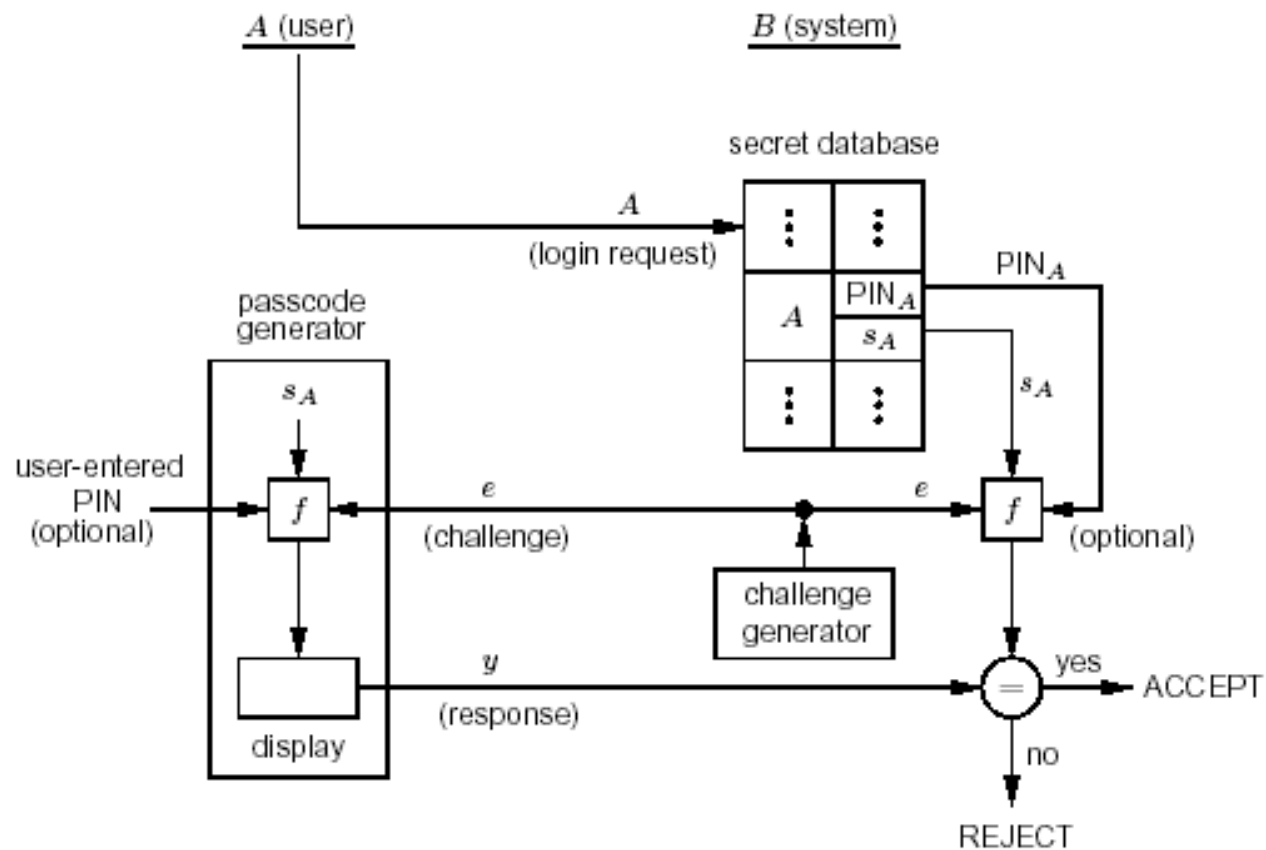 A (user)
B (system)
secret database
A
(login request)
PIN_A
passcode
generator
A
PIN_A
s_A
s_A
s_A
user-entered
PIN
(optional)
f
e
(challenge)
e
f
(optional)
challenge
generator
y
(response)
=
yes
ACCEPT
display
no
REJECT